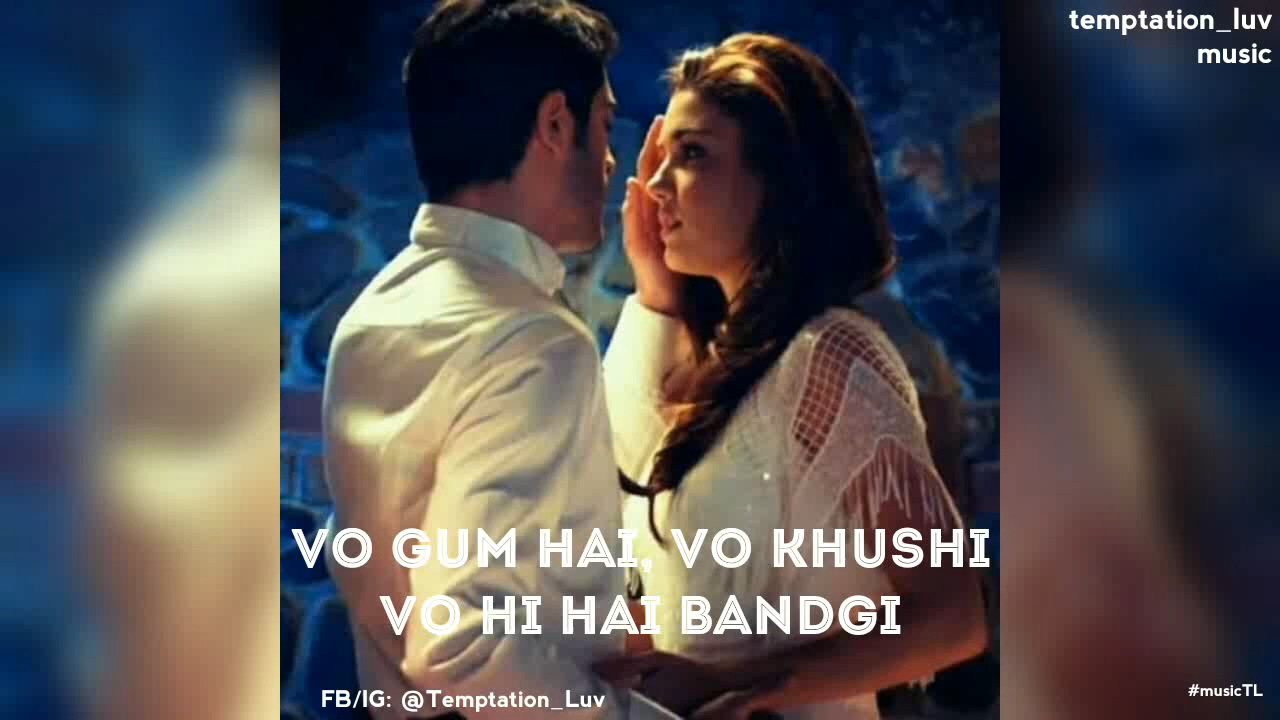 temptation_luv
music
VO GUM HAI, VO KHUSHI
VO HI HAI BANDGI
FB/IG: @Temptation_Luv
#musicTL